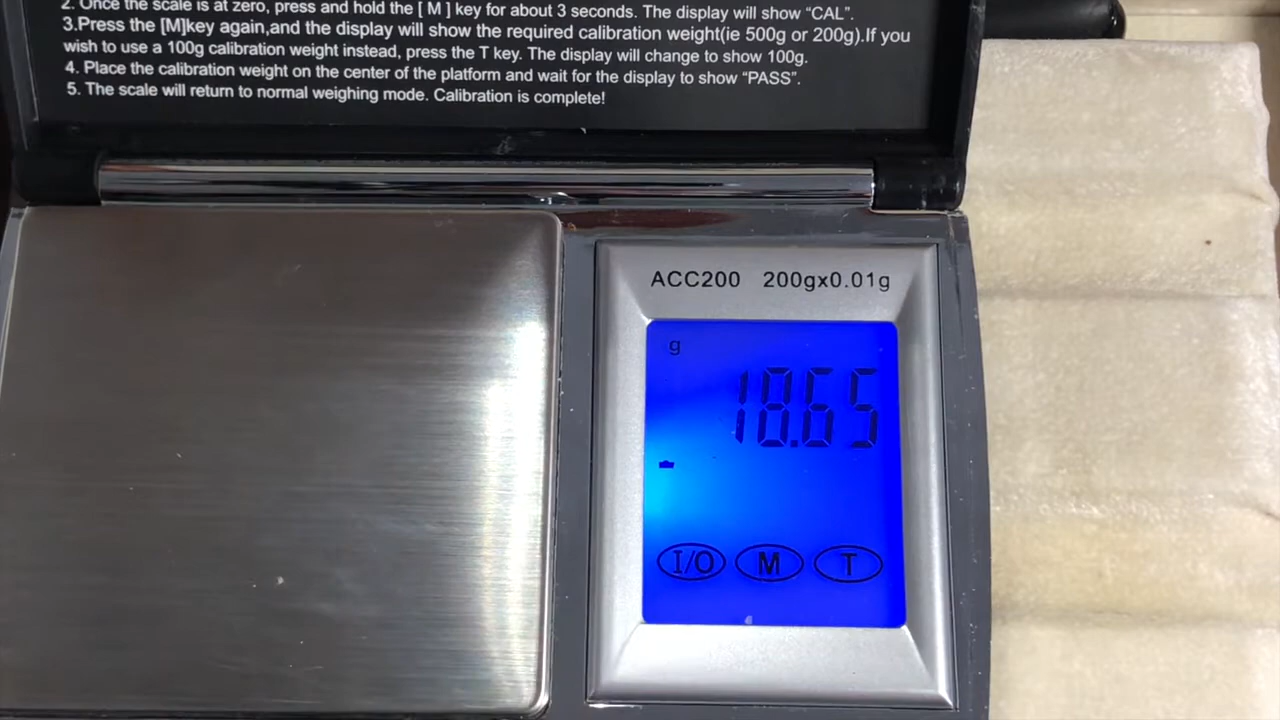 2. Once the scale is at zero, press and hold the [ M ] key for about 3 seconds. The display will show “CAL”.
3.Press the [M]key again,and the display will show the required calibration weight(ie 500g or 200g).If you
wish to use a 100g calibration weight instead, press the T key. The display will change to show 100g.
4. Place the calibration weight on the center of the platform and wait for the display to show “PASS”.
5. The scale will return to normal weighing mode. Calibration is complete!
ACC200 200gx0.01g
g
18.65
I/O M T